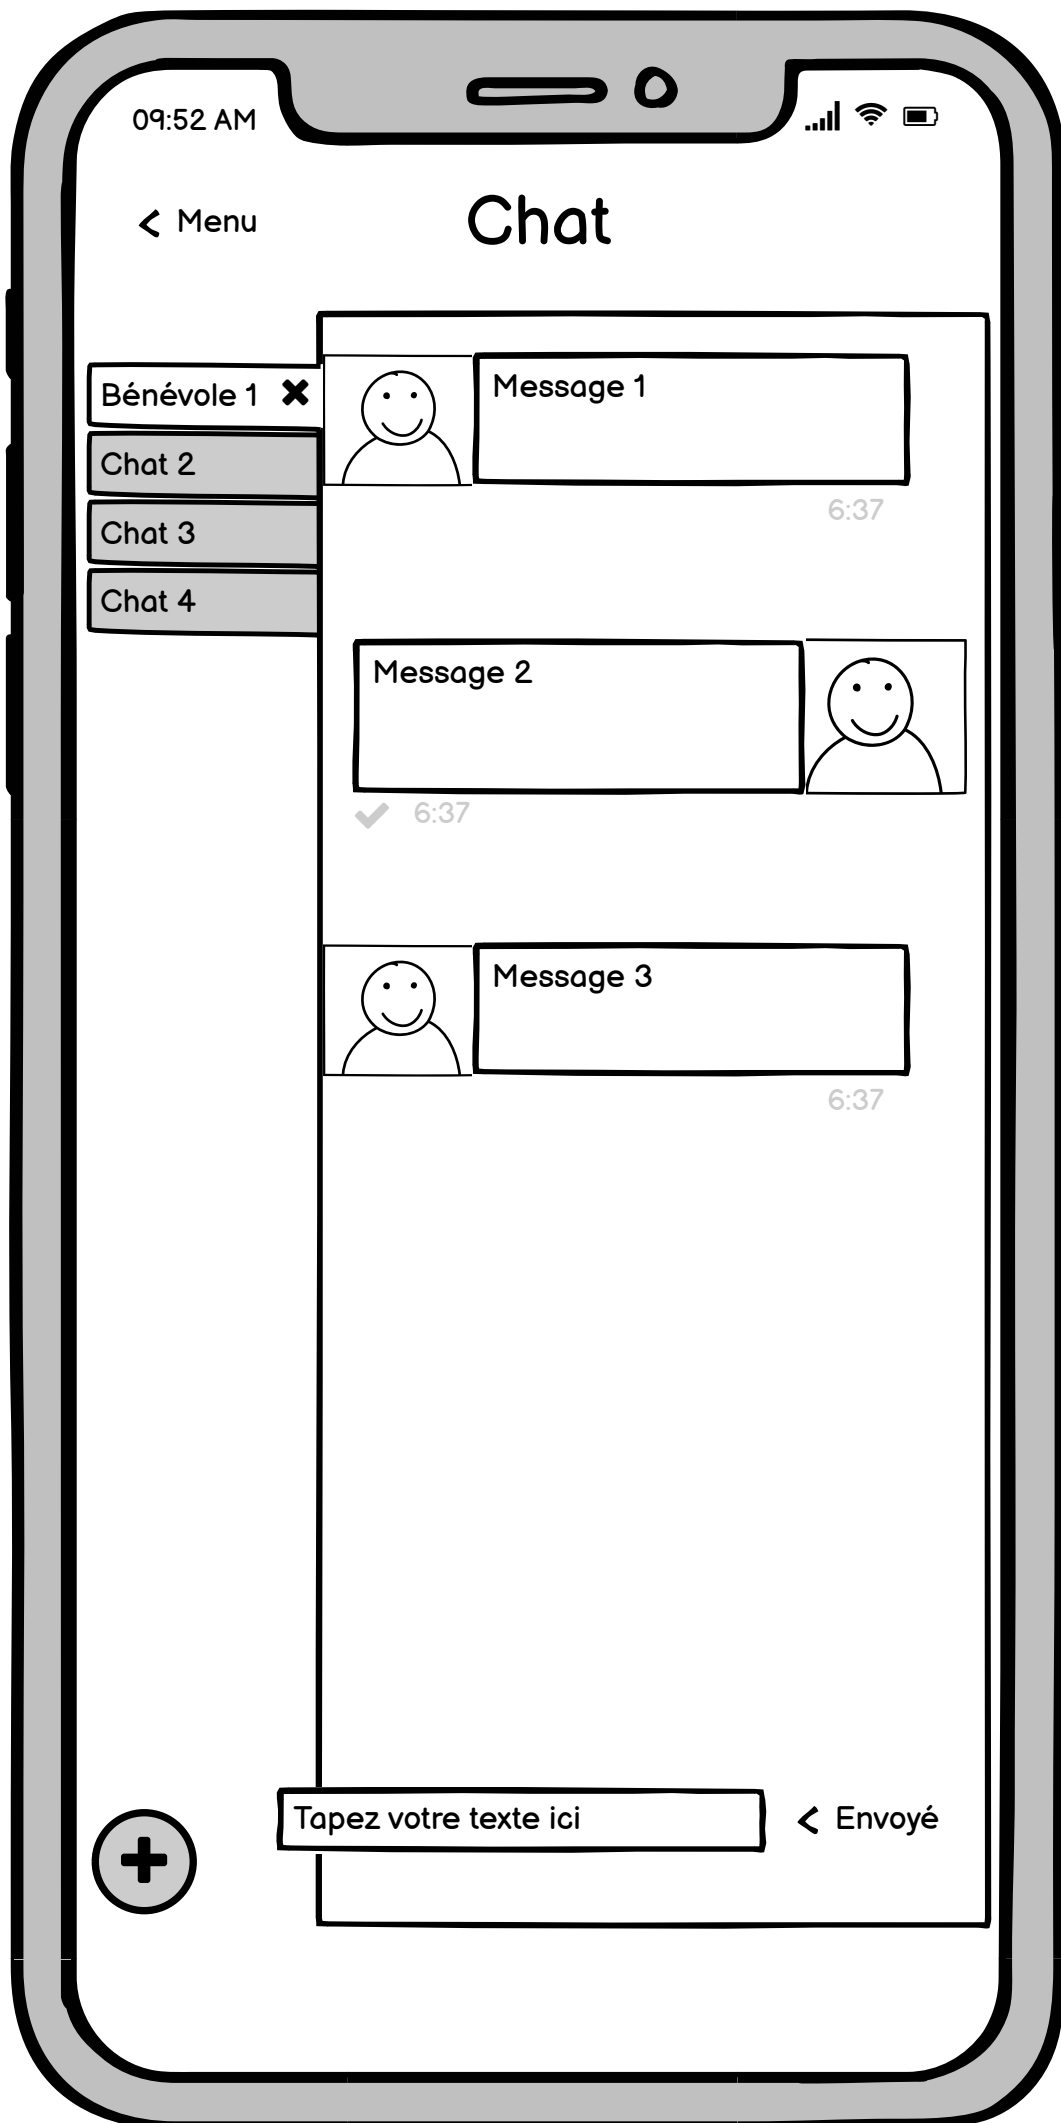 09:52 AM
Menu
Chat
Bénévole 1
Chat 2
Chat 3
Chat 4
Message 1
6:37
Message 2
6:37
Message 3
6:37
Tapez votre texte ici
Envoyé